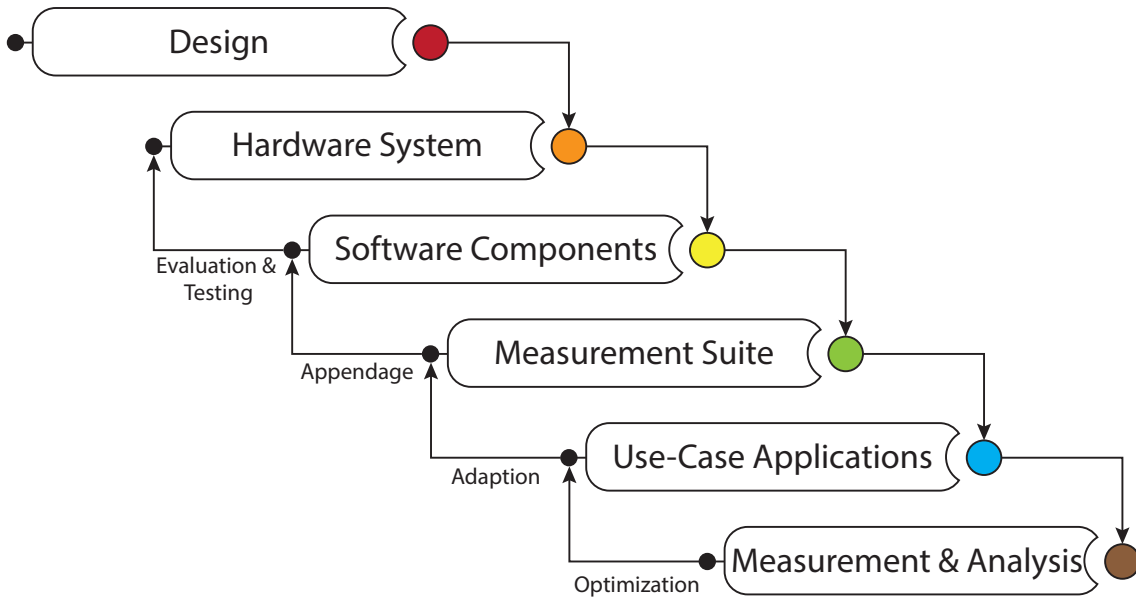 Design
Hardware System
Software Components
Evaluation &
Testing
Measurement Suite
Appendage
Use-Case Applications
Adaption
Measurement & Analysis
Optimization